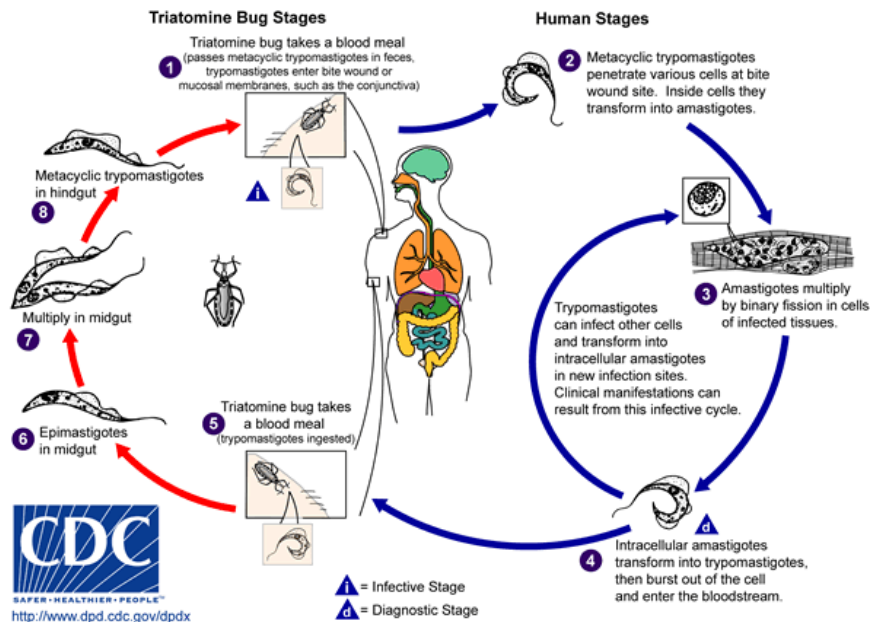 Triatomine Bug Stages
Human Stages
1
Triatomine bug takes a blood meal
(passes metacyclic trypomastigotes in feces,
trypomastigotes enter bite wound or
mucosal membranes, such as the conjunctiva)
i
2
Metacyclic trypomastigotes
penetrate various cells at bite
wound site. Inside cells they
transform into amastigotes.
3
Amastigotes multiply
by binary fission in cells
of infected tissues.
Trypomastigotes
can infect other cells
and transform into
intracellular amastigotes
in new infection sites.
Clinical manifestations can
result from this infective cycle.
d
4
Intracellular amastigotes
transform into trypomastigotes,
then burst out of the cell
and enter the bloodstream.
5
Triatomine bug takes
a blood meal
(trypomastigotes ingested)
6
Epimastigotes
in midgut
Multiply in midgut
7
Metacyclic trypomastigotes
in hindgut
8
i = Infective Stage
d = Diagnostic Stage
CDC
SAFER • HEALTHIER • PEOPLE™
http://www.dpd.cdc.gov/dpdx